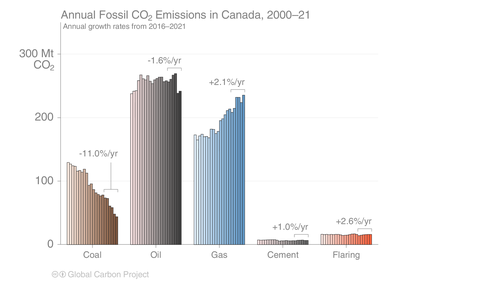 Annual Fossil CO₂ Emissions in Canada, 2000–21
Annual growth rates from 2016–2021
300 Mt
CO₂
-1.6%/yr
+2.1%/yr
200
-11.0%/yr
100
+1.0%/yr
+2.6%/yr
0
Coal Oil Gas Cement Flaring
Global Carbon Project